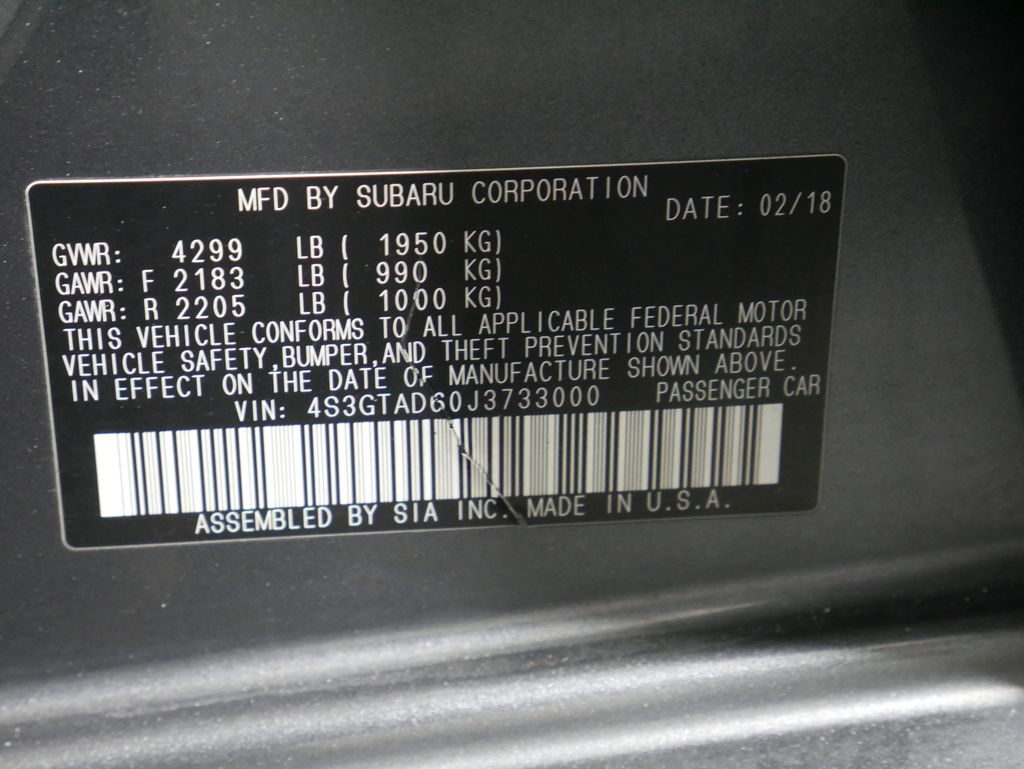 MFD BY SUBARU CORPORATION DATE: 02/18
GVWR: 4299 LB ( 1950 KG)
GAWR: F 2183 LB ( 990 KG)
GAWR: R 2205 LB ( 1000 KG)
THIS VEHICLE CONFORMS TO ALL APPLICABLE FEDERAL MOTOR
VEHICLE SAFETY,BUMPER,AND THEFT PREVENTION STANDARDS
IN EFFECT ON THE DATE OF MANUFACTURE SHOWN ABOVE.
VIN: 4S3GTAD60J3733000 PASSENGER CAR
ASSEMBLED BY SIA INC. MADE IN U.S.A.